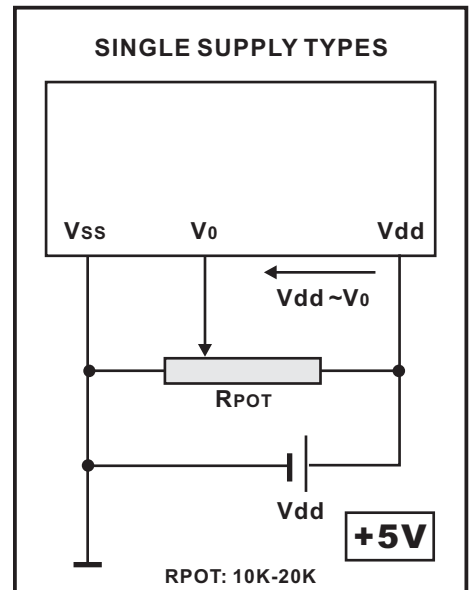 SINGLE SUPPLY TYPES
Vss V0 Vdd
Vdd ~V0
RPOT
Vdd
+5V
RPOT: 10K-20K